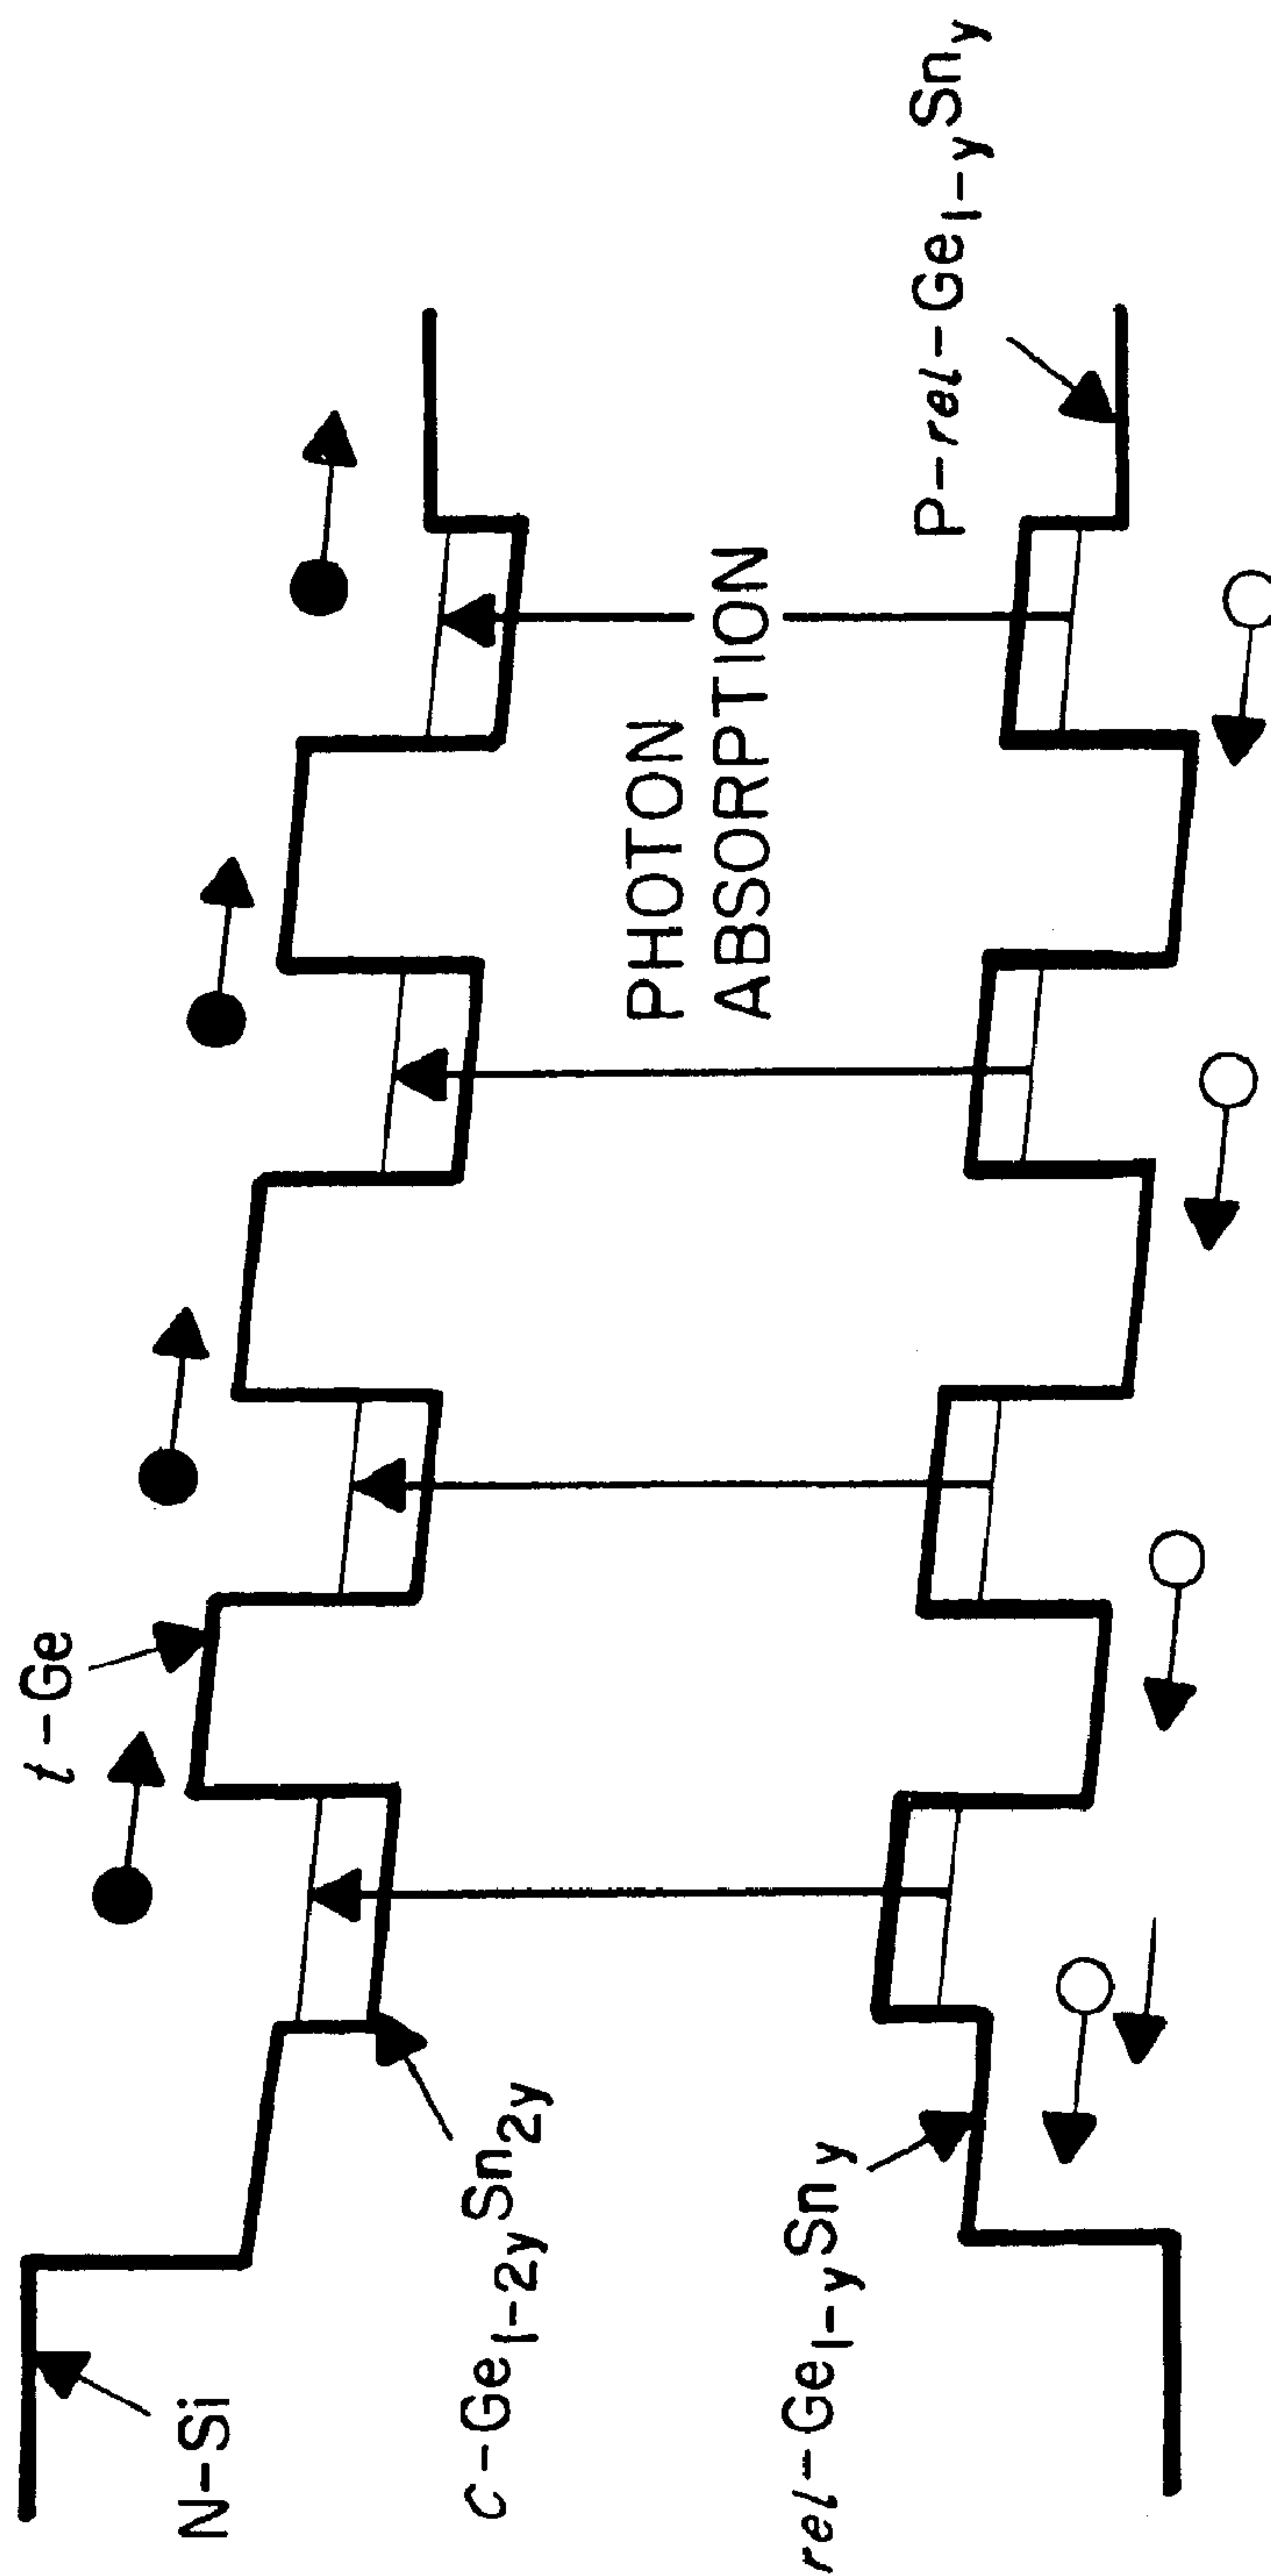 N-Si
t-Ge
c-Ge1-2ySn2y
rel-Ge1-ySny
PHOTON
ABSORPTION
P-rel-Ge1-ySny